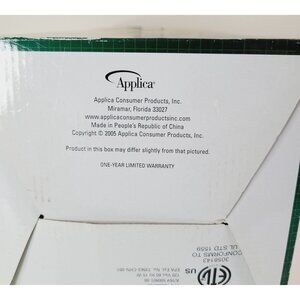 Applica®
Applica Consumer Products, Inc.
Miramar, Florida 33027
www.applicaconsumerproductsinc.com
Made in People's Republic of China
Copyright © 2005 Applica Consumer Products, Inc.
Product in this box may differ slightly from that pictured.
ONE-YEAR LIMITED WARRANTY
CONFORMS TO
UL STD 1559
3058143
ETL
US